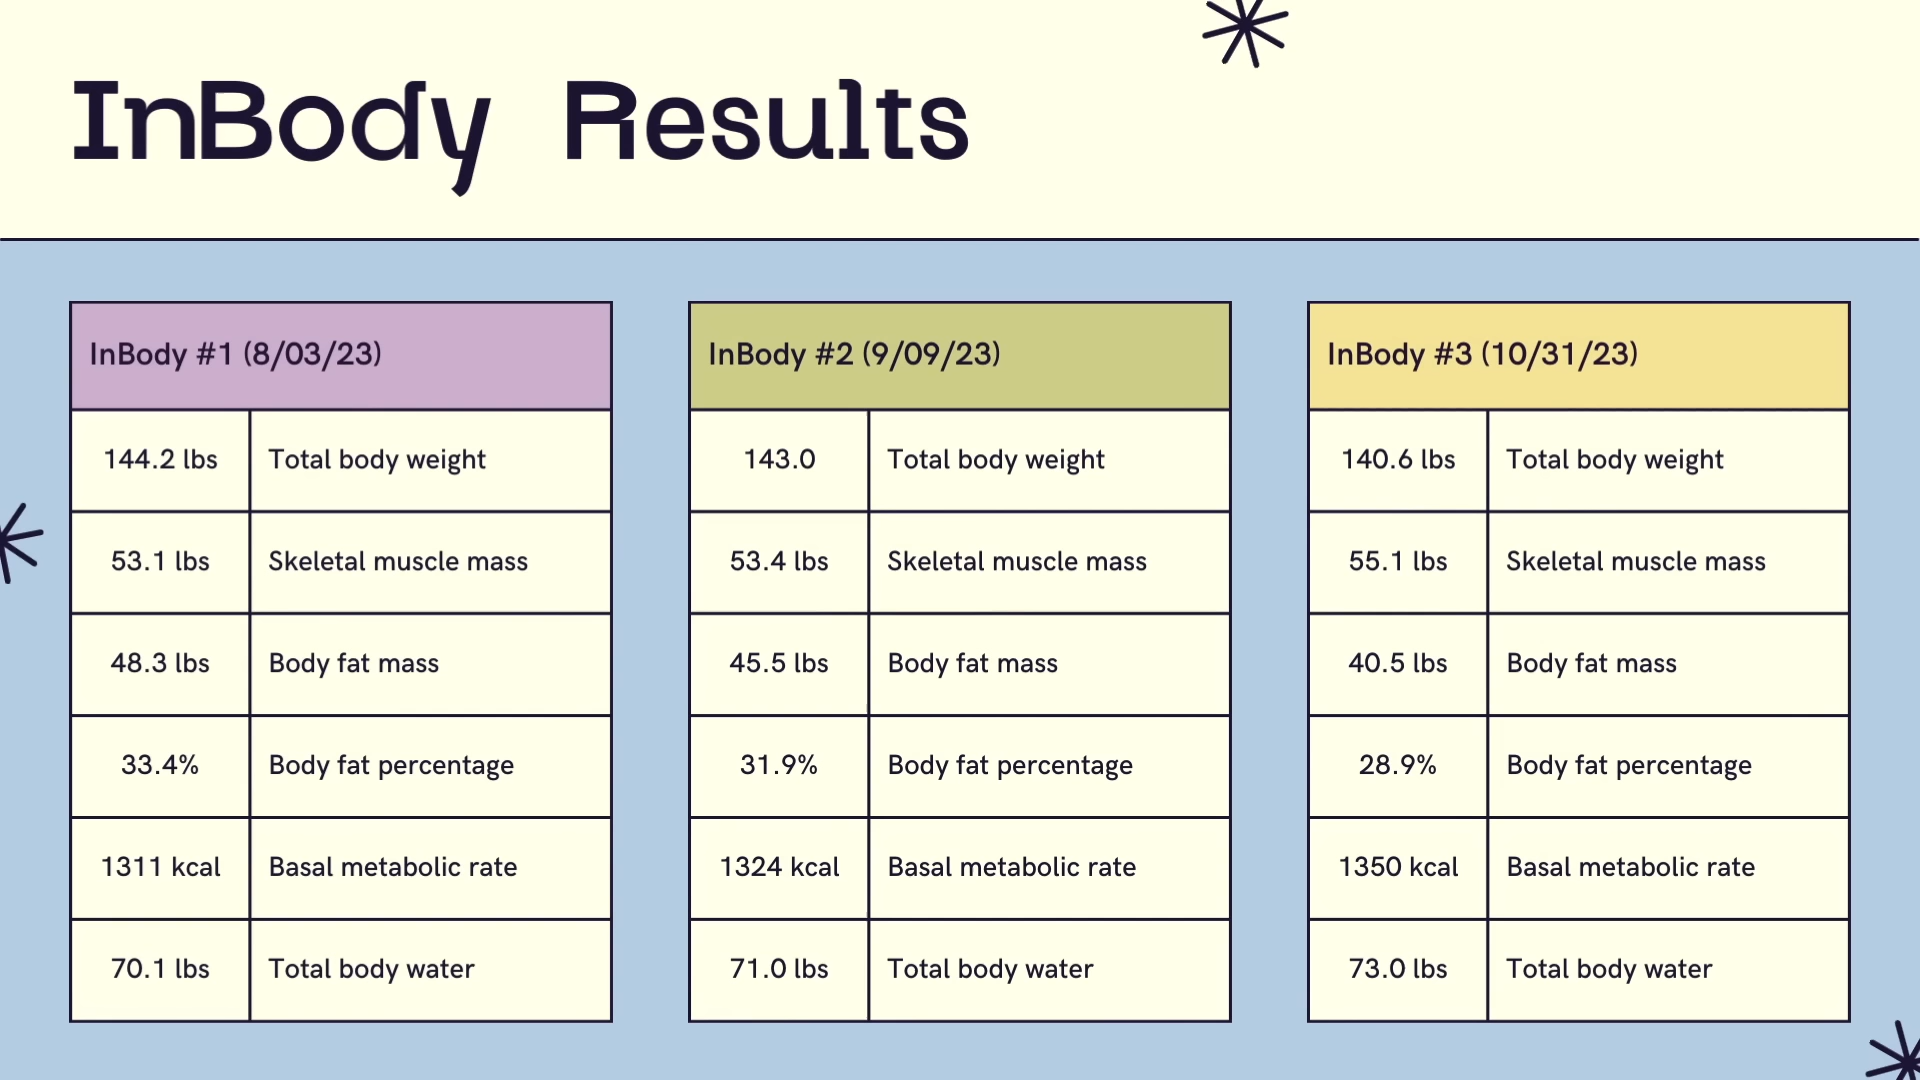 InBody Results
InBody #1 (8/03/23)
144.2 lbs Total body weight
53.1 lbs Skeletal muscle mass
48.3 lbs Body fat mass
33.4% Body fat percentage
1311 kcal Basal metabolic rate
70.1 lbs Total body water
InBody #2 (9/09/23)
143.0 Total body weight
53.4 lbs Skeletal muscle mass
45.5 lbs Body fat mass
31.9% Body fat percentage
1324 kcal Basal metabolic rate
71.0 lbs Total body water
InBody #3 (10/31/23)
140.6 lbs Total body weight
55.1 lbs Skeletal muscle mass
40.5 lbs Body fat mass
28.9% Body fat percentage
1350 kcal Basal metabolic rate
73.0 lbs Total body water